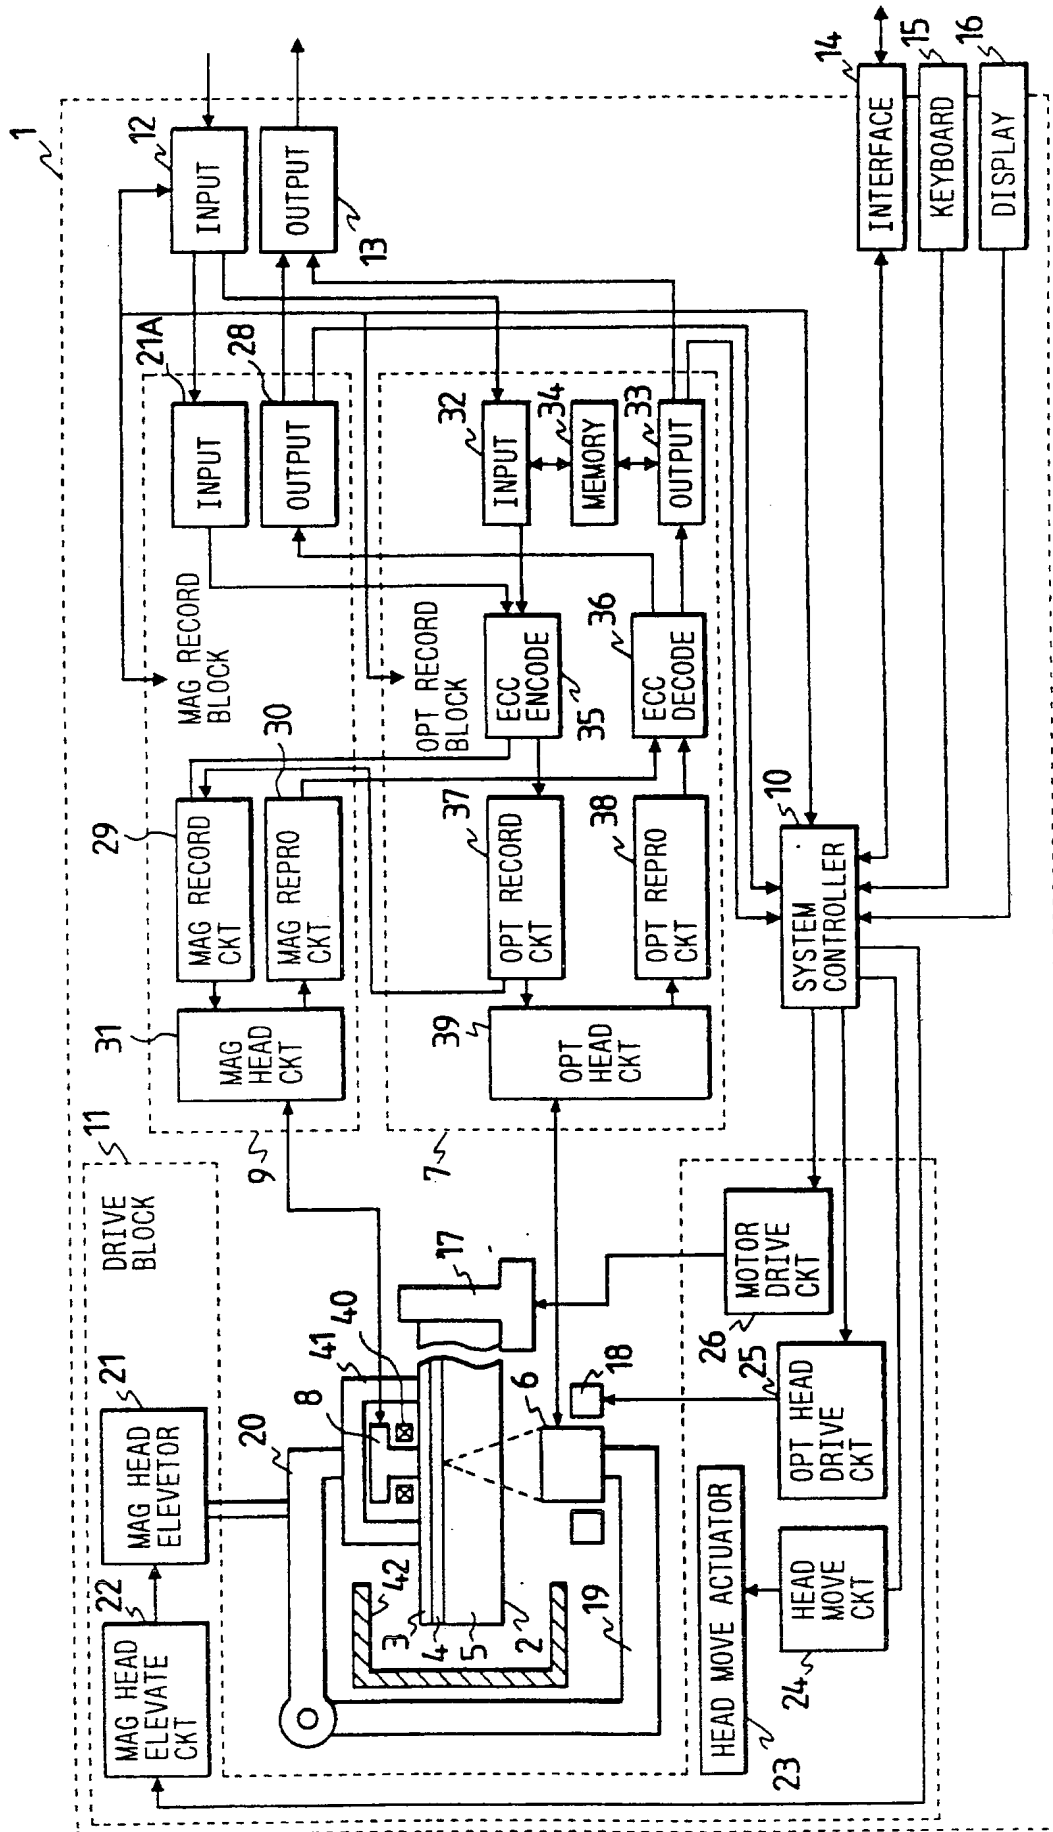 1
11
DRIVE
BLOCK
22
MAG HEAD
ELEVATE
CKT
21
MAG HEAD
ELEVETOR
20
9
31
MAG
HEAD
CKT
29
MAG RECORD
CKT
30
MAG REPRO
CKT
MAG RECORD
BLOCK
21A
INPUT
28
OUTPUT
12
INPUT
OUTPUT
13
7
39
OPT
HEAD
CKT
37
OPT RECORD
CKT
38
OPT REPRO
CKT
OPT RECORD
BLOCK
ECC
ENCODE
35
36
ECC
DECODE
32
INPUT
34
MEMORY
33
OUTPUT
8
41
40
17
42
3
4
5
2
6
18
19
HEAD MOVE ACTUATOR
23
HEAD
MOVE
CKT
24
25
OPT HEAD
DRIVE
CKT
26
MOTOR
DRIVE
CKT
10
SYSTEM
CONTROLLER
14
INTERFACE
15
KEYBOARD
16
DISPLAY